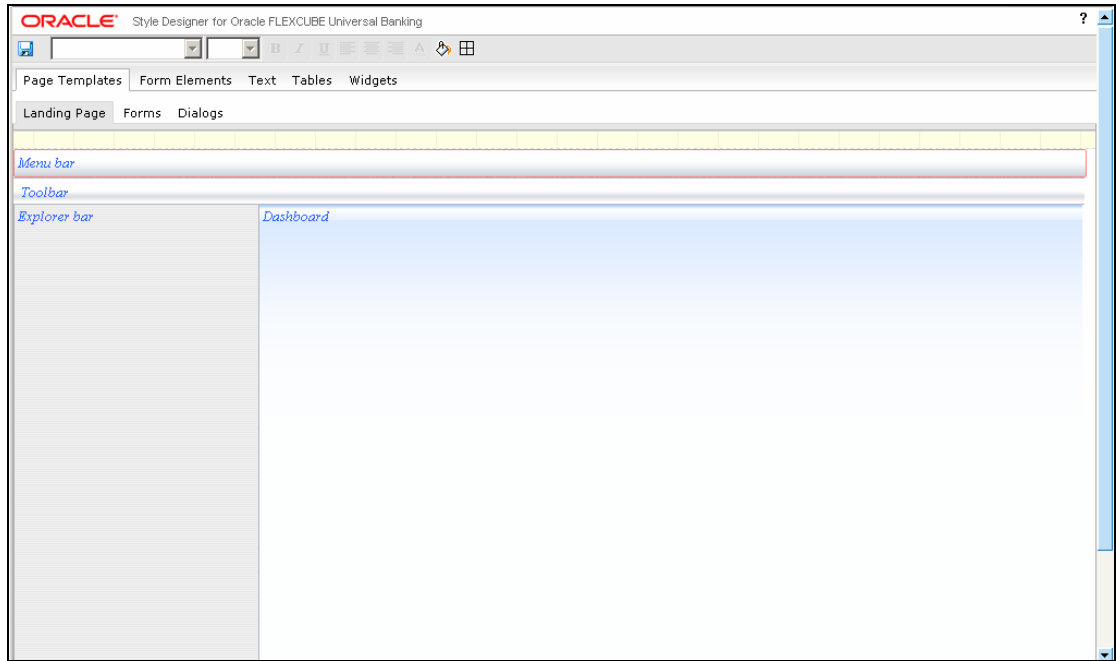 ORACLE Style Designer for Oracle FLEXCUBE Universal Banking ?
B I U A
Page Templates Form Elements Text Tables Widgets
Landing Page Forms Dialogs
Menu bar
Toolbar
Explorer bar Dashboard